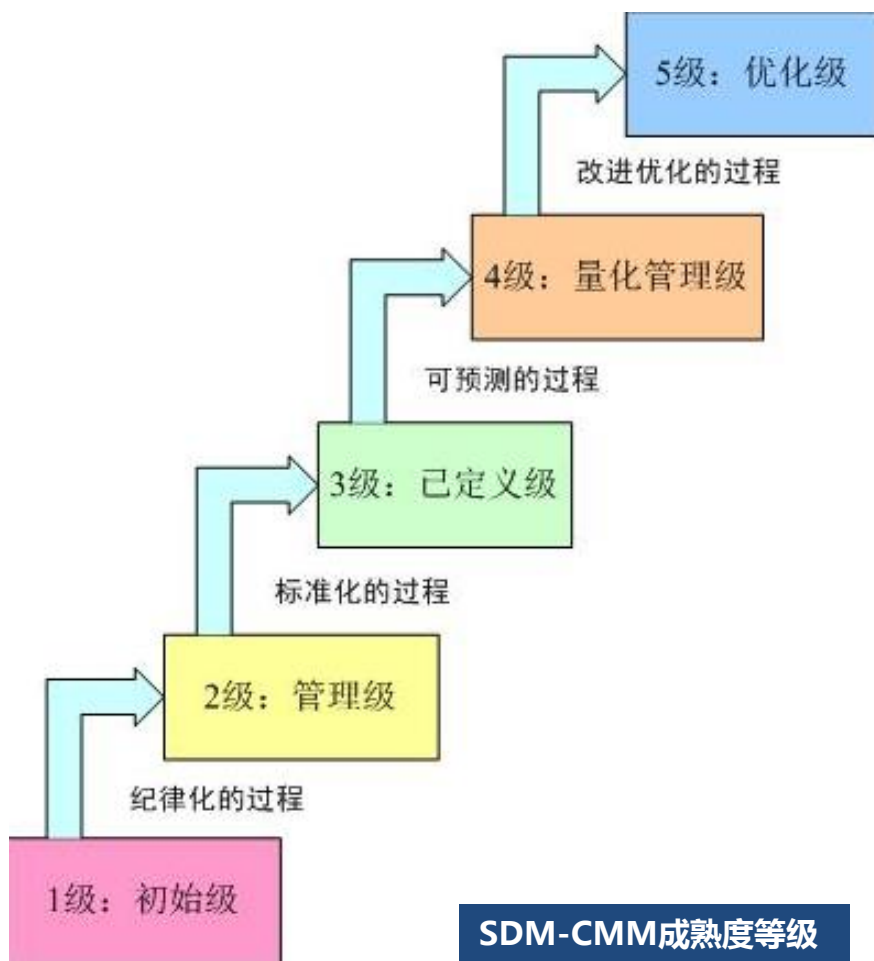 5级：优化级
改进优化的过程
4级：量化管理级
可预测的过程
3级：已定义级
标准化的过程
2级：管理级
纪律化的过程
1级：初始级
SDM-CMM成熟度等级